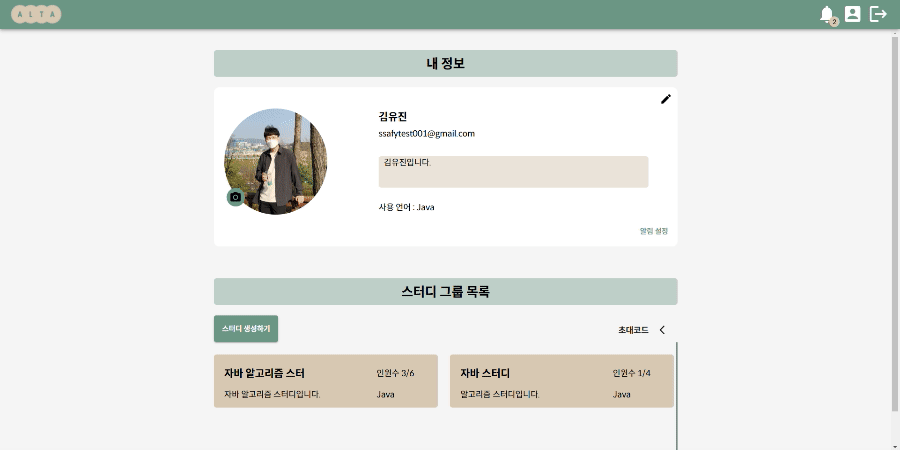 ALTA
2
내 정보
김유진
ssafytest001@gmail.com
김유진입니다.
사용 언어 : Java
알림 설정
스터디 그룹 목록
스터디 생성하기
초대코드
자바 알고리즘 스터
인원수 3/6
자바 알고리즘 스터디입니다.
Java
자바 스터디
인원수 1/4
알고리즘 스터디입니다.
Java